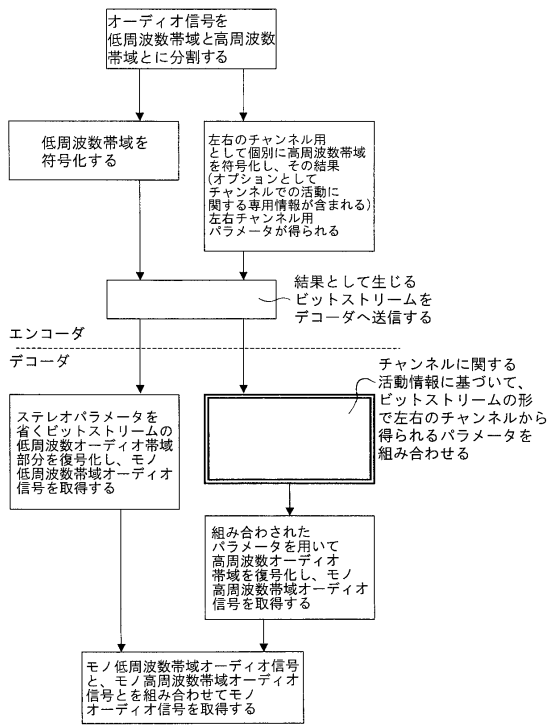 オーディオ信号を
低周波数帯域と高周波数
帯域とに分割する
低周波数帯域を
符号化する
左右のチャンネル用
として個別に高周波数帯域
を符号化し、その結果
(オプションとして
チャンネルでの活動に
関する専用情報が含まれる)
左右チャンネル用
パラメータが得られる
結果として生じる
ビットストリームを
デコーダへ送信する
エンコーダ
デコーダ
チャンネルに関する
活動情報に基づいて、
ビットストリームの形
で左右のチャンネルから
得られるパラメータを
組み合わせる
ステレオパラメータを
省くビットストリームの
低周波数オーディオ帯域
部分を復号化し、モノ
低周波数帯域オーディオ
信号を取得する
組み合わされた
パラメータを用いて
高周波数オーディオ
帯域を復号化し、モノ
高周波数帯域オーディオ
信号を取得する
モノ低周波数帯域オーディオ信号
と、モノ高周波数帯域オーディオ
信号とを組み合わせてモノ
オーディオ信号を取得する